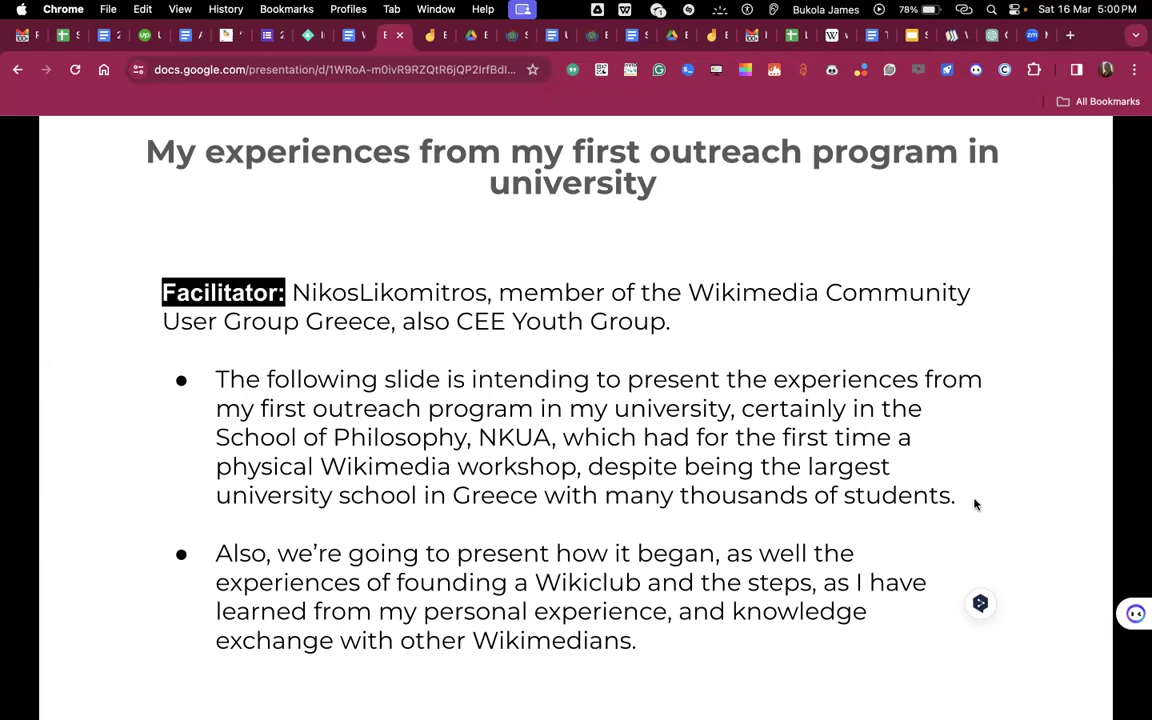 Chrome File Edit View History Bookmarks Profiles Tab Window Help Bukola James 78% Sat 16 Mar 5:00 PM
docs.google.com/presentation/d/1WRoA-m0ivR9RZQtR6jQP2IrfBdI...
All Bookmarks
My experiences from my first outreach program in
university
Facilitator: NikosLikomitros, member of the Wikimedia Community
User Group Greece, also CEE Youth Group.
● The following slide is intending to present the experiences from
my first outreach program in my university, certainly in the
School of Philosophy, NKUA, which had for the first time a
physical Wikimedia workshop, despite being the largest
university school in Greece with many thousands of students.
● Also, we’re going to present how it began, as well the
experiences of founding a Wikiclub and the steps, as I have
learned from my personal experience, and knowledge
exchange with other Wikimedians.